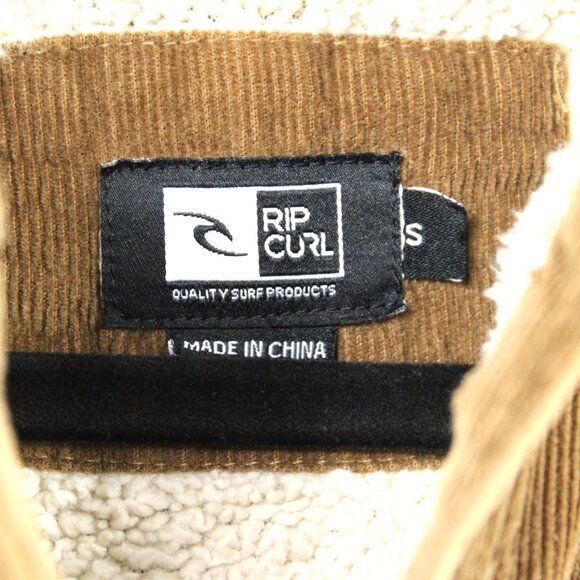 RIP
CURL
QUALITY SURF PRODUCTS
S
MADE IN CHINA